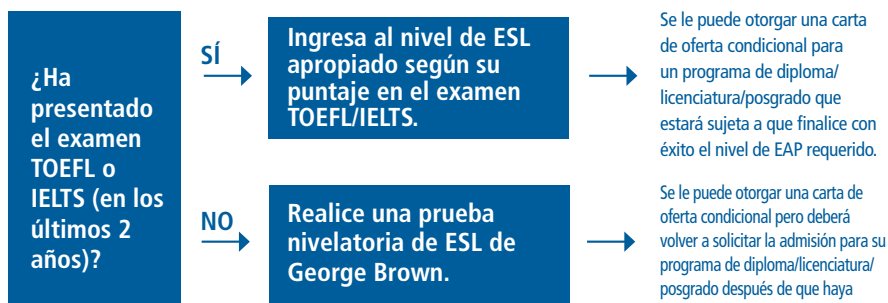 ¿Ha
presentado
el examen
TOEFL o
IELTS (en los
últimos 2
años)?
SÍ
Ingresa al nivel de ESL
apropiado según su
puntaje en el examen
TOEFL/IELTS.
Se le puede otorgar una carta
de oferta condicional para
un programa de diploma/
licenciatura/posgrado que
estará sujeta a que finalice con
éxito el nivel de EAP requerido.
NO
Realice una prueba
nivelatoria de ESL de
George Brown.
Se le puede otorgar una carta de
oferta condicional pero deberá
volver a solicitar la admisión para su
programa de diploma/licenciatura/
posgrado después de que haya